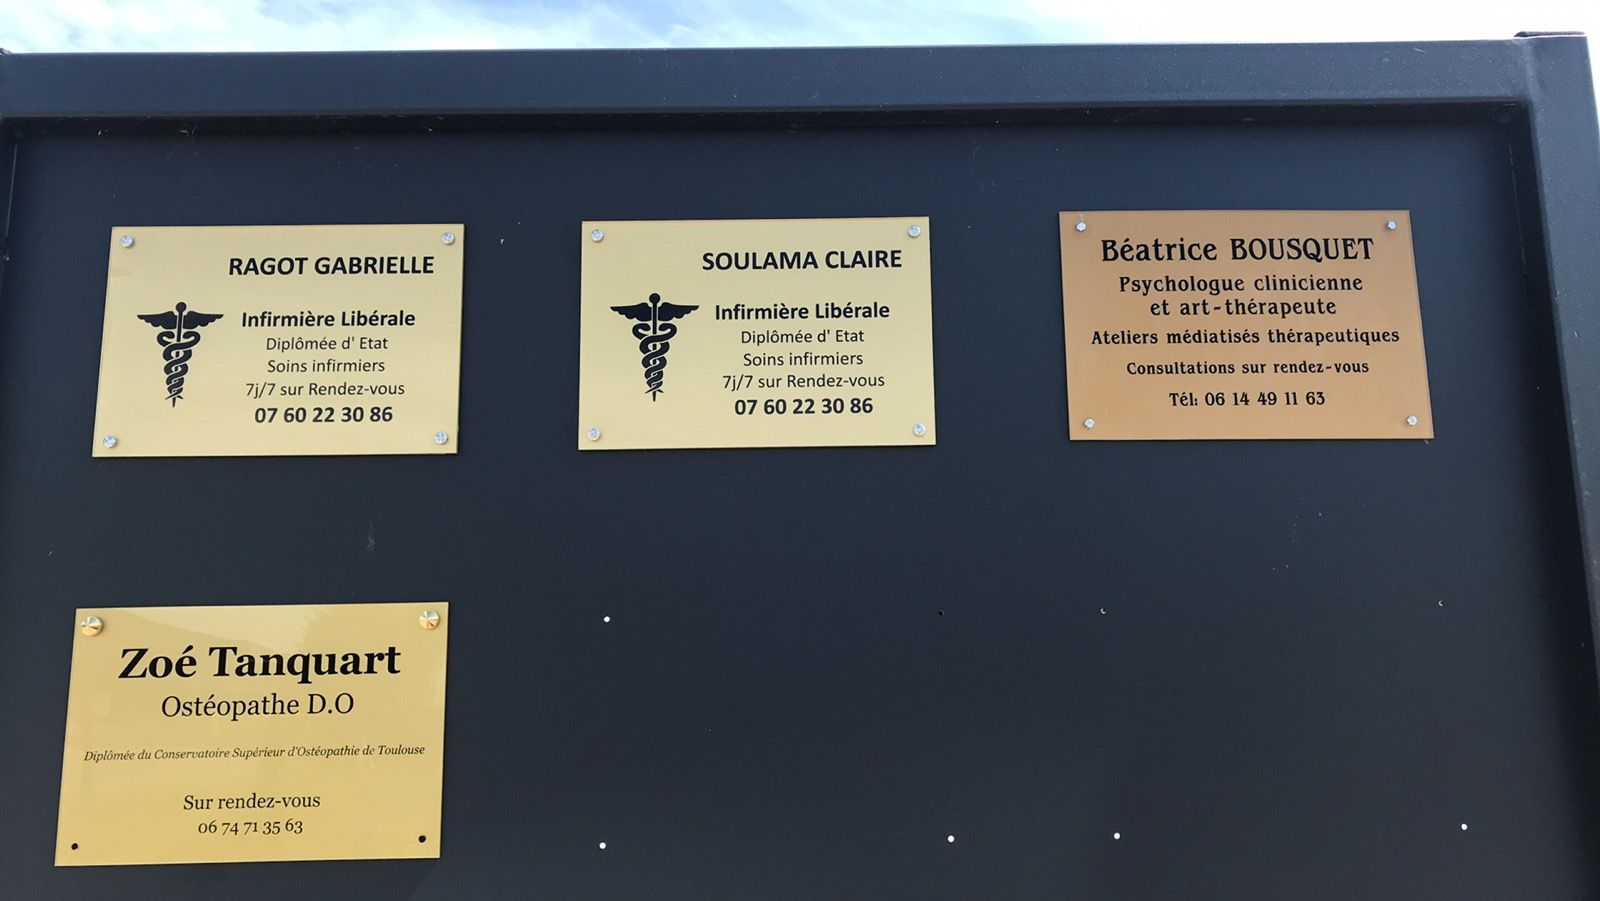 RAGOT GABRIELLE
Infirmière Libérale
Diplômée d' Etat
Soins infirmiers
7j/7 sur Rendez-vous
07 60 22 30 86
SOULAMA CLAIRE
Infirmière Libérale
Diplômée d' Etat
Soins infirmiers
7j/7 sur Rendez-vous
07 60 22 30 86
Béatrice BOUSQUET
Psychologue clinicienne
et art-thérapeute
Ateliers médiatisés thérapeutiques
Consultations sur rendez-vous
Tél: 06 14 49 11 63
Zoé Tanquart
Ostéopathe D.O
Diplômée du Conservatoire Supérieur d'Ostéopathie de Toulouse
Sur rendez-vous
06 74 71 35 63